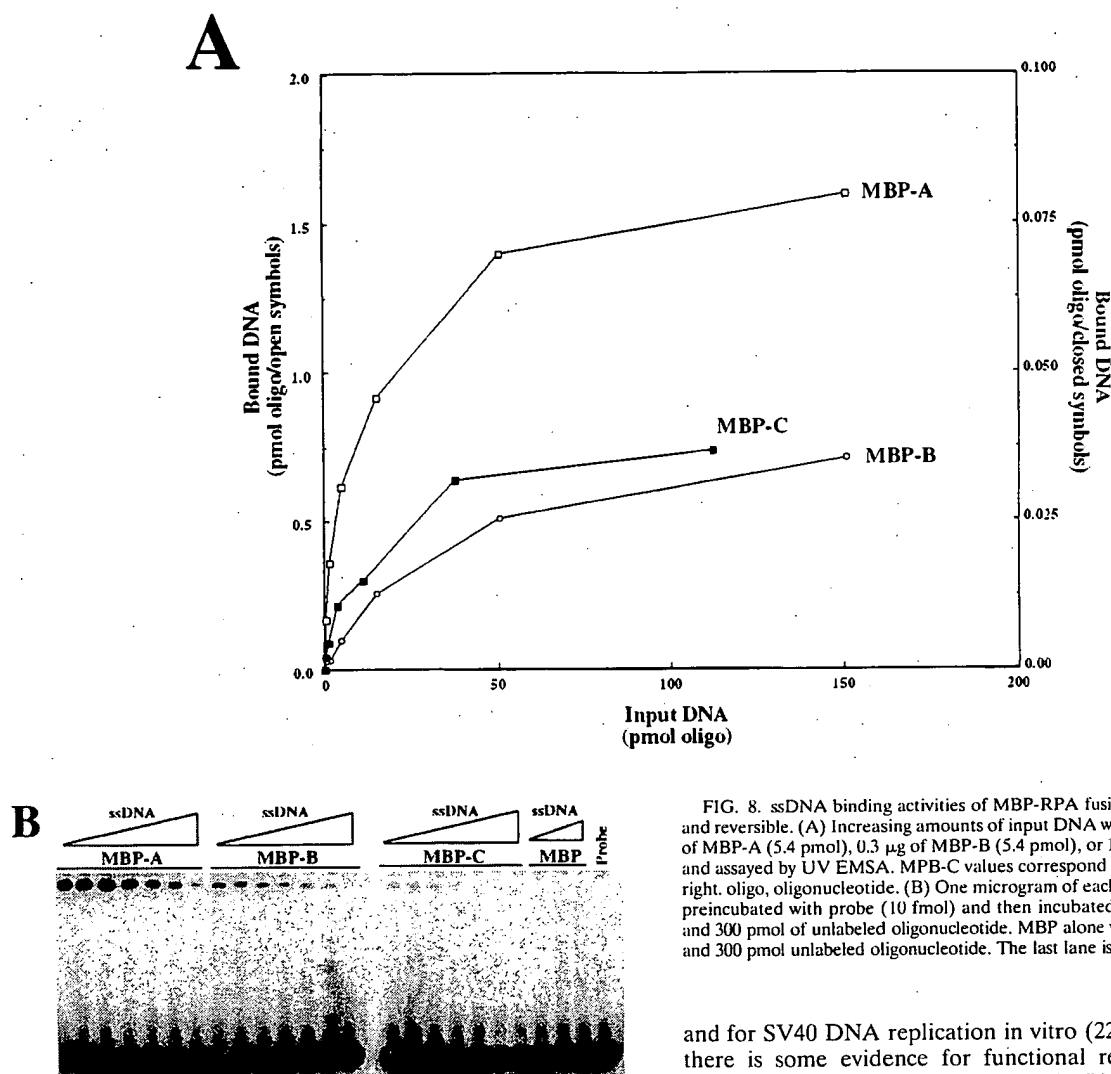 A
2.0
1.5
1.0
0.5
0.0
Bound DNA
(pmol oligo/open symbols)
0.100
0.075
0.050
0.025
0.00
Bound DNA
(pmol oligo/closed symbols)
MBP-A
MBP-C
MBP-B
0
50
100
150
200
Input DNA
(pmol oligo)
B
ssDNA
ssDNA
ssDNA
ssDNA
MBP-A
MBP-B
MBP-C
MBP
Probe
FIG. 8. ssDNA binding activities of MBP-RPA fusi
and reversible. (A) Increasing amounts of input DNA w
of MBP-A (5.4 pmol), 0.3 μg of MBP-B (5.4 pmol), or 1
and assayed by UV EMSA. MPB-C values correspond
right. oligo, oligonucleotide. (B) One microgram of each
preincubated with probe (10 fmol) and then incubated
and 300 pmol of unlabeled oligonucleotide. MBP alone
and 300 pmol unlabeled oligonucleotide. The last lane is
and for SV40 DNA replication in vitro (22
there is some evidence for functional re